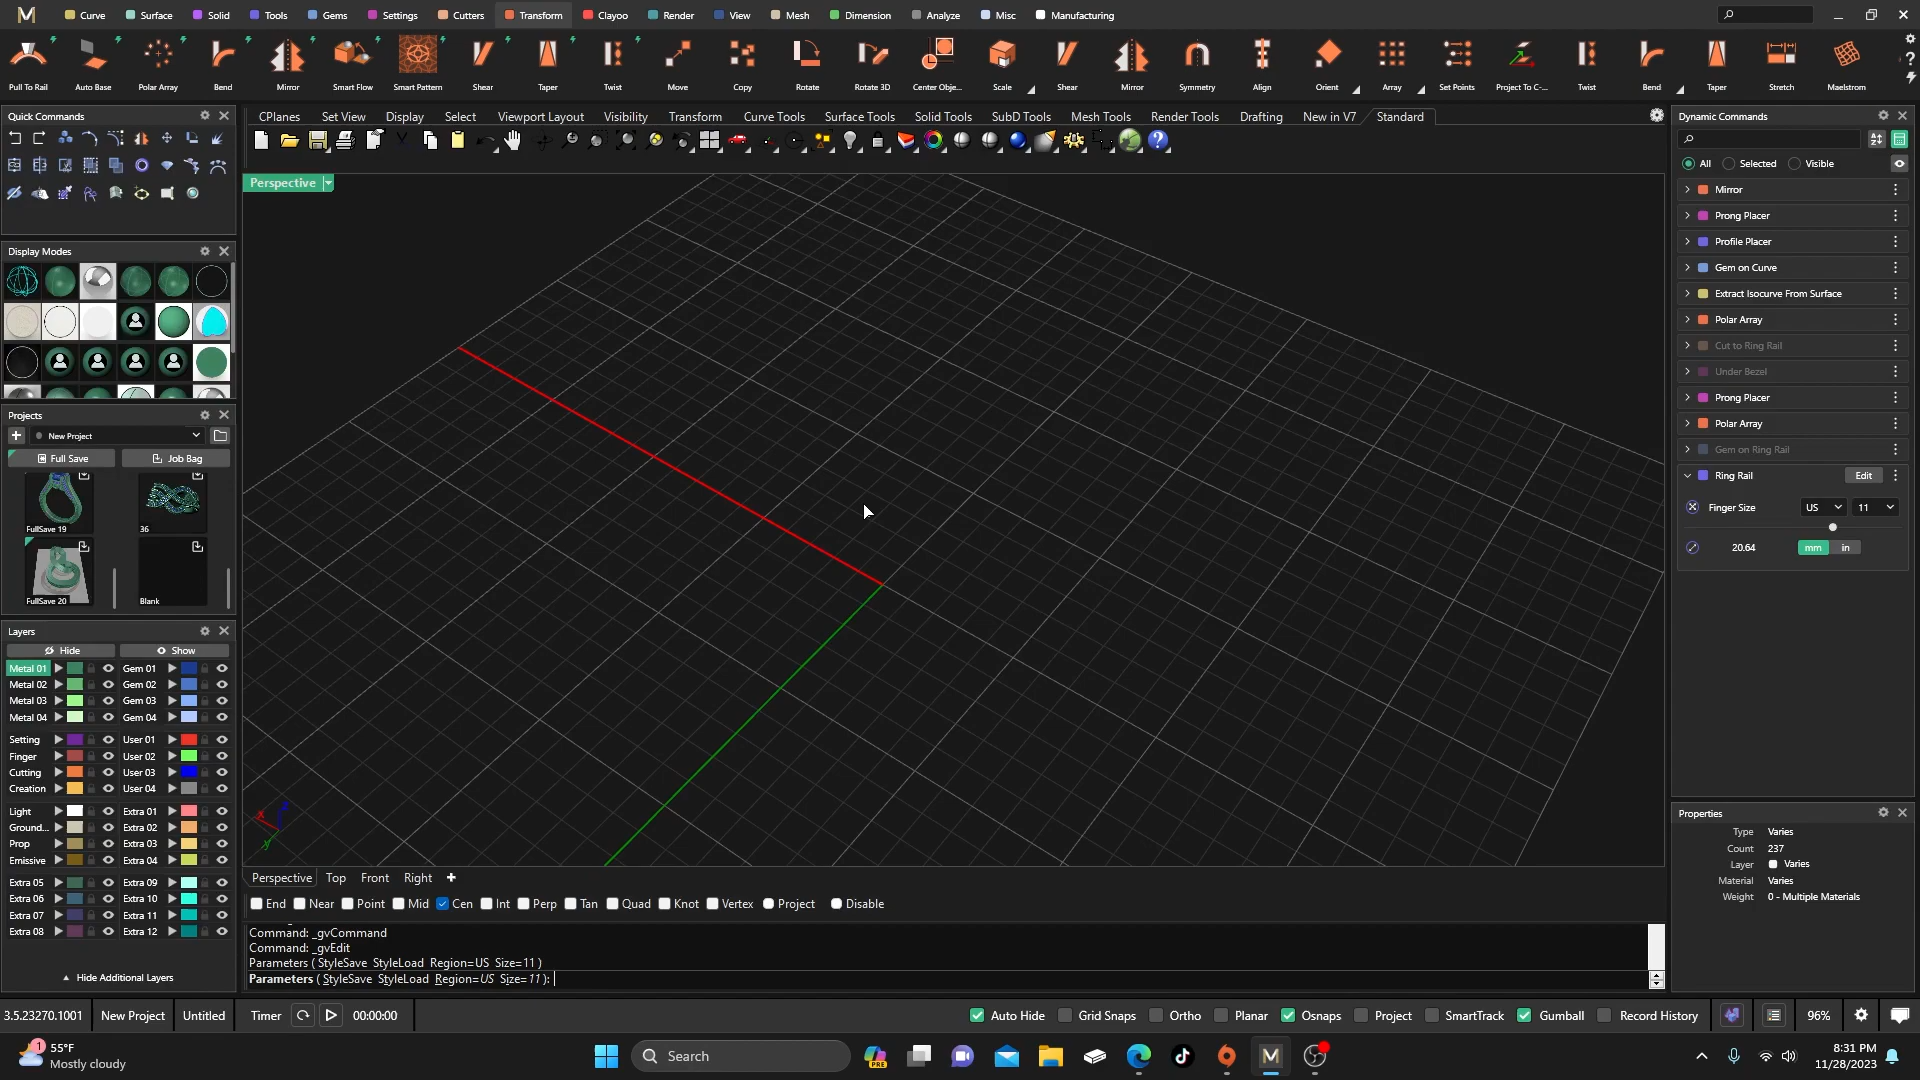 Curve Surface Solid Tools Gems Settings Cutters Transform Clayoo Render View Mesh Dimension Analyze Misc Manufacturing
Pull To Rail Auto Base Polar Array Bend Mirror Smart Flow Smart Pattern Shear Taper Twist Move Copy Rotate Rotate 3D Center Obje... Scale Shear Mirror Symmetry Align Orient Array Set Points Project To C-... Twist Bend Taper Stretch Maelstrom
Quick Commands
CPlanes Set View Display Select Viewport Layout Visibility Transform Curve Tools Surface Tools Solid Tools SubD Tools Mesh Tools Render Tools Drafting New in V7 Standard
Perspective
Display Modes
Projects
New Project
Full Save Job Bag
FullSave 19 36
FullSave 20 Blank
Layers
Hide Show
Metal 01 Gem 01
Metal 02 Gem 02
Metal 03 Gem 03
Metal 04 Gem 04
Setting User 01
Finger User 02
Cutting User 03
Creation User 04
Light Extra 01
Ground... Extra 02
Prop Extra 03
Emissive Extra 04
Extra 05 Extra 09
Extra 06 Extra 10
Extra 07 Extra 11
Extra 08 Extra 12
Hide Additional Layers
x z
y
Perspective Top Front Right
End Near Point Mid Cen Int Perp Tan Quad Knot Vertex Project Disable
Command: _gvCommand
Command: _gvEdit
Parameters ( StyleSave StyleLoad Region=US Size=11 )
Parameters ( StyleSave StyleLoad Region=US Size=11 ):
Dynamic Commands
All Selected Visible
Mirror
Prong Placer
Profile Placer
Gem on Curve
Extract Isocurve From Surface
Polar Array
Cut to Ring Rail
Under Bezel
Prong Placer
Polar Array
Gem on Ring Rail
Ring Rail Edit
Finger Size US 11
20.64 mm in
Properties
Type Varies
Count 237
Layer Varies
Material Varies
Weight 0 - Multiple Materials
3.5.23270.1001 New Project Untitled Timer 00:00:00 Auto Hide Grid Snaps Ortho Planar Osnaps Project SmartTrack Gumball Record History 96%
55°F
Mostly cloudy
Search
PRE
8:31 PM
11/28/2023